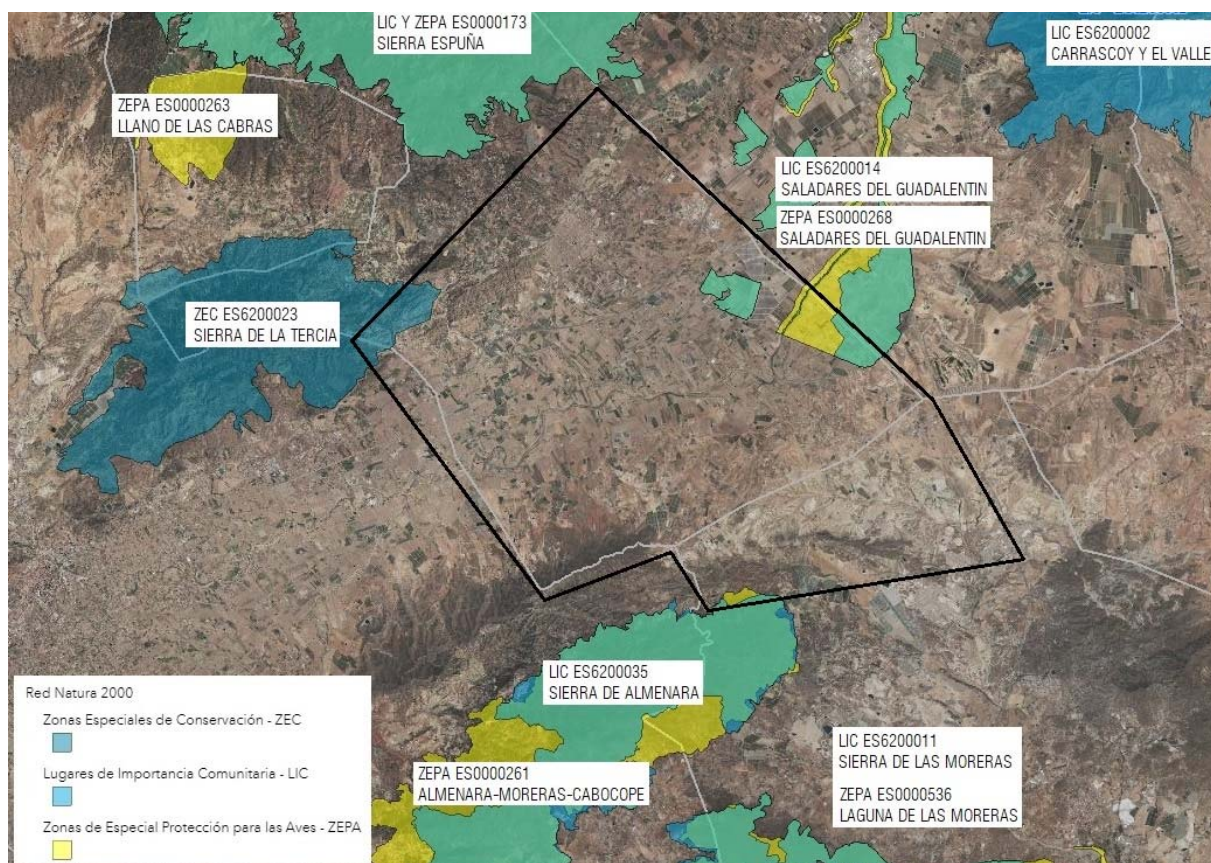 LIC Y ZEPA ES0000173
SIERRA ESPUÑA
LIC ES6200002
CARRASCOY Y EL VALLE
ZEPA ES0000263
LLANO DE LAS CABRAS
LIC ES6200014
SALADARES DEL GUADALENTIN
ZEPA ES0000268
SALADARES DEL GUADALENTIN
ZEC ES6200023
SIERRA DE LA TERCIA
LIC ES6200035
SIERRA DE ALMENARA
ZEPA ES0000261
ALMENARA-MORERAS-CABOCOPE
LIC ES6200011
SIERRA DE LAS MORERAS
ZEPA ES0000536
LAGUNA DE LAS MORERAS
Red Natura 2000
Zonas Especiales de Conservación - ZEC
Lugares de Importancia Comunitaria - LIC
Zonas de Especial Protección para las Aves - ZEPA